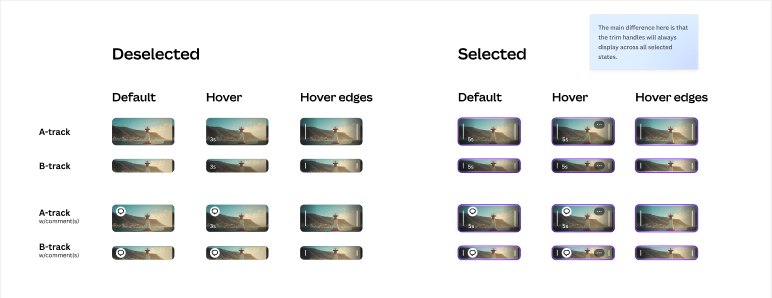 The main difference here is that
the trim handles will always
display across all selected
states.
Deselected
Selected
Default
Hover
Hover edges
Default
Hover
Hover edges
A-track
3s
5s
5s
B-track
3s
5s
5s
A-track
w/comment(s)
3s
5s
5s
B-track
w/comment(s)
5s
5s